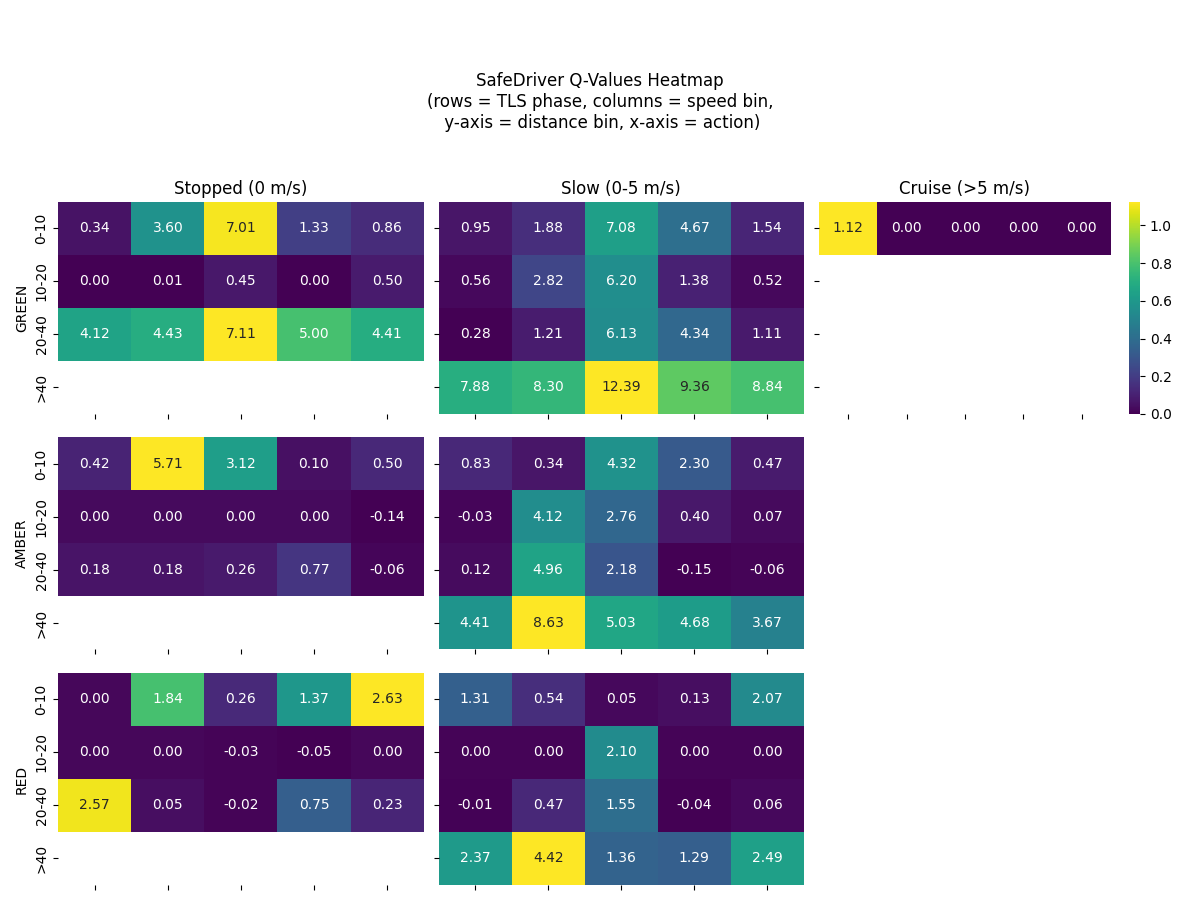 SafeDriver Q-Values Heatmap
(rows = TLS phase, columns = speed bin,
y-axis = distance bin, x-axis = action)
Stopped (0 m/s) Slow (0-5 m/s) Cruise (>5 m/s)
GREEN
0-10 0.34 3.60 7.01 1.33 0.86 0.95 1.88 7.08 4.67 1.54 1.12 0.00 0.00 0.00 0.00
10-20 0.00 0.01 0.45 0.00 0.50 0.56 2.82 6.20 1.38 0.52
20-40 4.12 4.43 7.11 5.00 4.41 0.28 1.21 6.13 4.34 1.11
>40 7.88 8.30 12.39 9.36 8.84
1.0
0.8
0.6
0.4
0.2
0.0
AMBER
0-10 0.42 5.71 3.12 0.10 0.50 0.83 0.34 4.32 2.30 0.47
10-20 0.00 0.00 0.00 0.00 -0.14 -0.03 4.12 2.76 0.40 0.07
20-40 0.18 0.18 0.26 0.77 -0.06 0.12 4.96 2.18 -0.15 -0.06
>40 4.41 8.63 5.03 4.68 3.67
RED
0-10 0.00 1.84 0.26 1.37 2.63 1.31 0.54 0.05 0.13 2.07
10-20 0.00 0.00 -0.03 -0.05 0.00 0.00 0.00 2.10 0.00 0.00
20-40 2.57 0.05 -0.02 0.75 0.23 -0.01 0.47 1.55 -0.04 0.06
>40 2.37 4.42 1.36 1.29 2.49